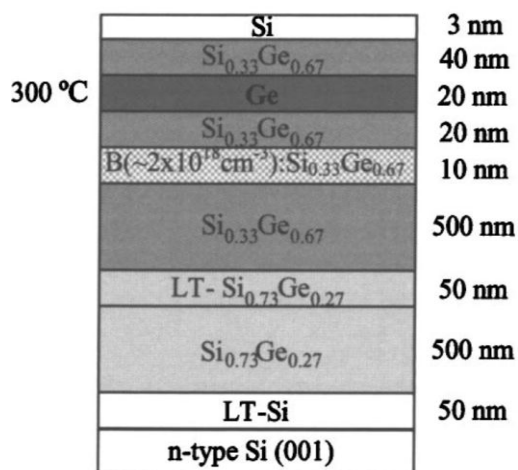 Si 3 nm
Si₀.₃₃Ge₀.₆₇ 40 nm
300 ºC Ge 20 nm
Si₀.₃₃Ge₀.₆₇ 20 nm
B(~2x10¹⁸cm⁻³):Si₀.₃₃Ge₀.₆₇ 10 nm
Si₀.₃₃Ge₀.₆₇ 500 nm
LT- Si₀.₇₃Ge₀.₂₇ 50 nm
Si₀.₇₃Ge₀.₂₇ 500 nm
LT-Si 50 nm
n-type Si (001)